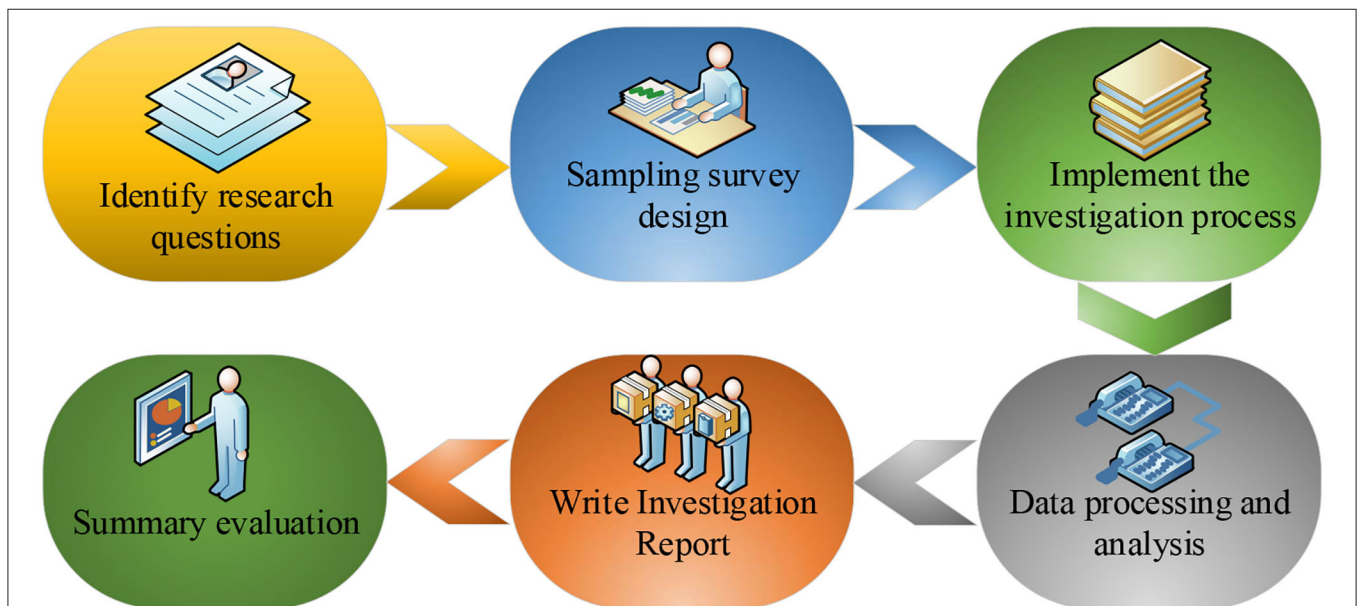 Identify research
questions
Sampling survey
design
Implement the
investigation process
Data processing and
analysis
Write Investigation
Report
Summary evaluation